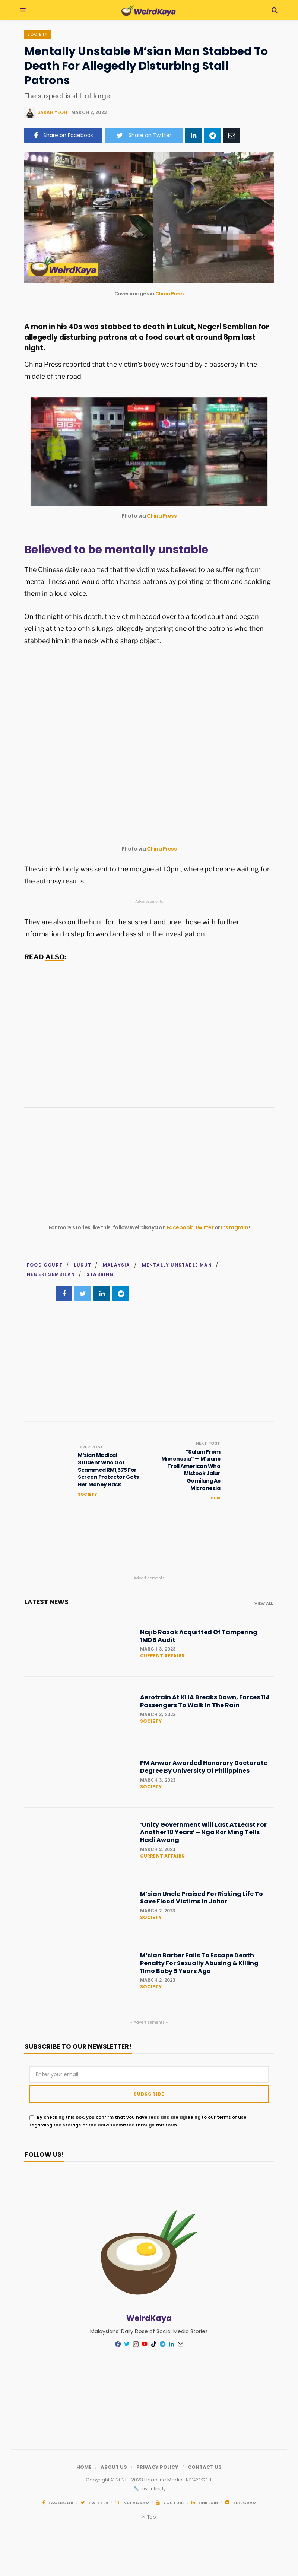 WeirdKaya
SOCIETY
Mentally Unstable M'sian Man Stabbed
To Death For Allegedly Disturbing Stall
Patrons
The suspect is still at large.
SARAH YEOH | MARCH 2, 2023
Share on Facebook
Share on Twitter
WeirdKaya
Cover image via China Press
A man in his 40s was stabbed to death in Lukut, Negeri Sembilan for
allegedly disturbing patrons at a food court at around 8pm last
night.
China Press reported that the victim's body was found by a passerby in the
middle of the road.
Photo via China Press
Believed to be mentally unstable
The Chinese daily reported that the victim was believed to be suffering from
mental illness and would often harass patrons by pointing at them and scolding
them in a loud voice.
On the night of his death, the victim headed over to a food court and began
yelling at the top of his lungs, allegedly angering one of the patrons who then
stabbed him in the neck with a sharp object.
Photo via China Press
The victim's body was sent to the morgue at 10pm, where police are waiting for
the autopsy results.
- Advertisements -
They are also on the hunt for the suspect and urge those with further
information to step forward and assist in the investigation.
READ ALSO:
For more stories like this, follow WeirdKaya on Facebook, Twitter or Instagram!
FOOD COURT / LUKUT / MALAYSIA / MENTALLY UNSTABLE MAN /
NEGERI SEMBILAN / STABBING
PREV POST
M'sian Medical
Student Who Got
Scammed RM1,575 For
Screen Protector Gets
Her Money Back
SOCIETY
NEXT POST
"Salam From
Micronesia" — M'sians
Troll American Who
Mistook Jalur
Gemilang As
Micronesia
FUN
- Advertisements -
LATEST NEWS
VIEW ALL
Najib Razak Acquitted Of Tampering
1MDB Audit
MARCH 3, 2023
CURRENT AFFAIRS
Aerotrain At KLIA Breaks Down, Forces 114
Passengers To Walk In The Rain
MARCH 3, 2023
SOCIETY
PM Anwar Awarded Honorary Doctorate
Degree By University Of Philippines
MARCH 3, 2023
SOCIETY
'Unity Government Will Last At Least For
Another 10 Years' – Nga Kor Ming Tells
Hadi Awang
MARCH 2, 2023
CURRENT AFFAIRS
M'sian Uncle Praised For Risking Life To
Save Flood Victims In Johor
MARCH 2, 2023
SOCIETY
M'sian Barber Fails To Escape Death
Penalty For Sexually Abusing & Killing
11mo Baby 5 Years Ago
MARCH 2, 2023
SOCIETY
- Advertisements -
SUBSCRIBE TO OUR NEWSLETTER!
Enter your email
SUBSCRIBE
By checking this box, you confirm that you have read and are agreeing to our terms of use
regarding the storage of the data submitted through this form.
FOLLOW US!
WeirdKaya
Malaysians' Daily Dose of Social Media Stories
HOME / ABOUT US / PRIVACY POLICY / CONTACT US
Copyright © 2021 - 2023 Headline Media
by Infinity
FACEBOOK / TWITTER / INSTAGRAM / YOUTUBE / LINKEDIN / TELEGRAM
Top